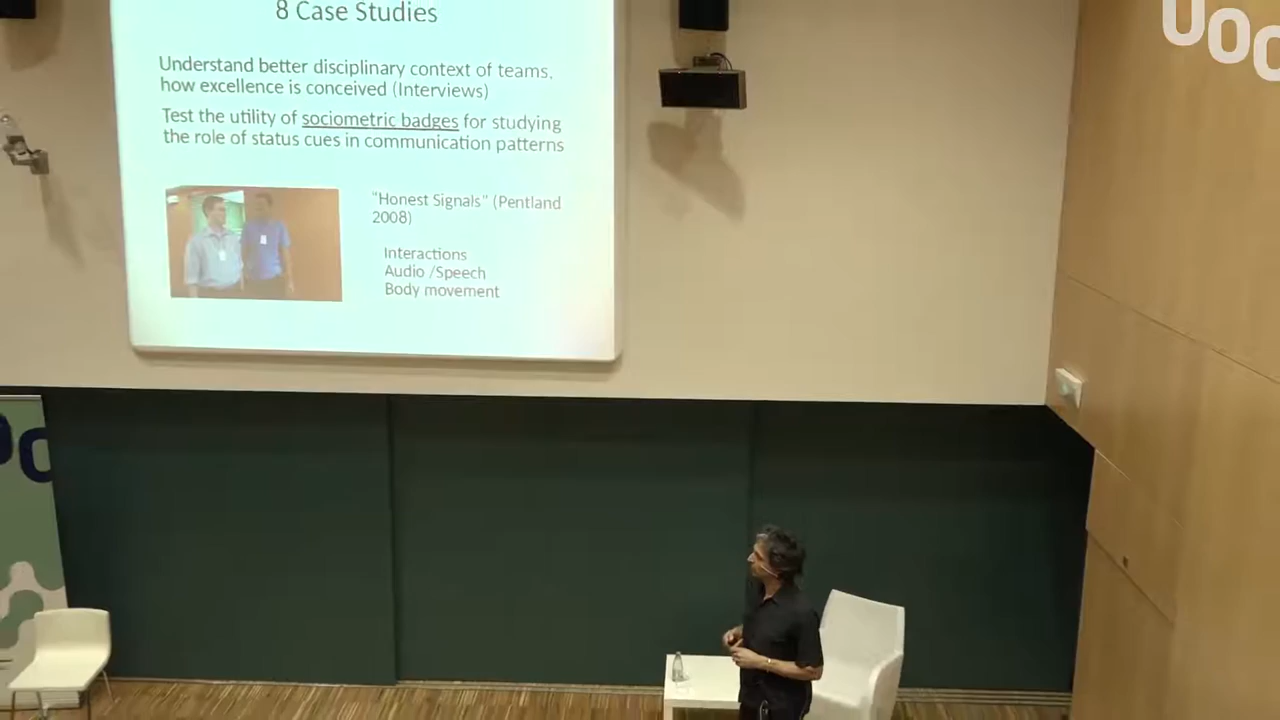 8 Case Studies
UOC
Understand better disciplinary context of teams,
how excellence is conceived (Interviews)
Test the utility of sociometric badges for studying
the role of status cues in communication patterns
"Honest Signals" (Pentland
2008)
Interactions
Audio /Speech
Body movement
OC